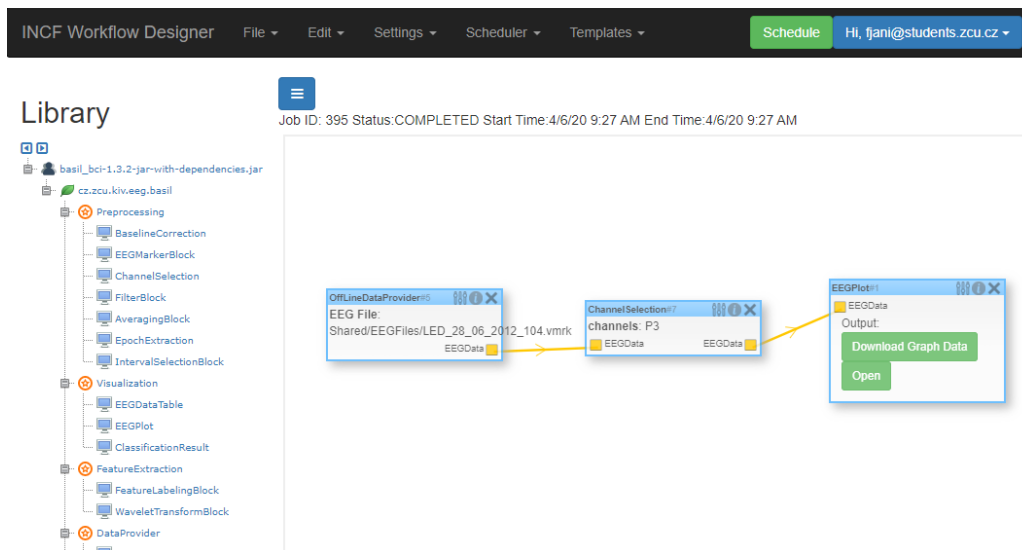 INCF Workflow Designer File Edit Settings Scheduler Templates Schedule Hi, fjani@students.zcu.cz
Library
Job ID: 395 Status:COMPLETED Start Time:4/6/20 9:27 AM End Time:4/6/20 9:27 AM
basil_bci-1.3.2-jar-with-dependencies.jar
cz.zcu.kiv.eeg.basil
Preprocessing
BaselineCorrection
EEGMarkerBlock
ChannelSelection
FilterBlock
AveragingBlock
EpochExtraction
IntervalSelectionBlock
Visualization
EEGDataTable
EEGPlot
ClassificationResult
FeatureExtraction
FeatureLabelingBlock
WaveletTransformBlock
DataProvider
OffLineDataProvider#5
EEG File:
Shared/EEGFiles/LED_28_06_2012_104.vmrk
EEGData
ChannelSelection#7
channels: P3
EEGData EEGData
EEGPlot#1
EEGData
Output:
Download Graph Data
Open